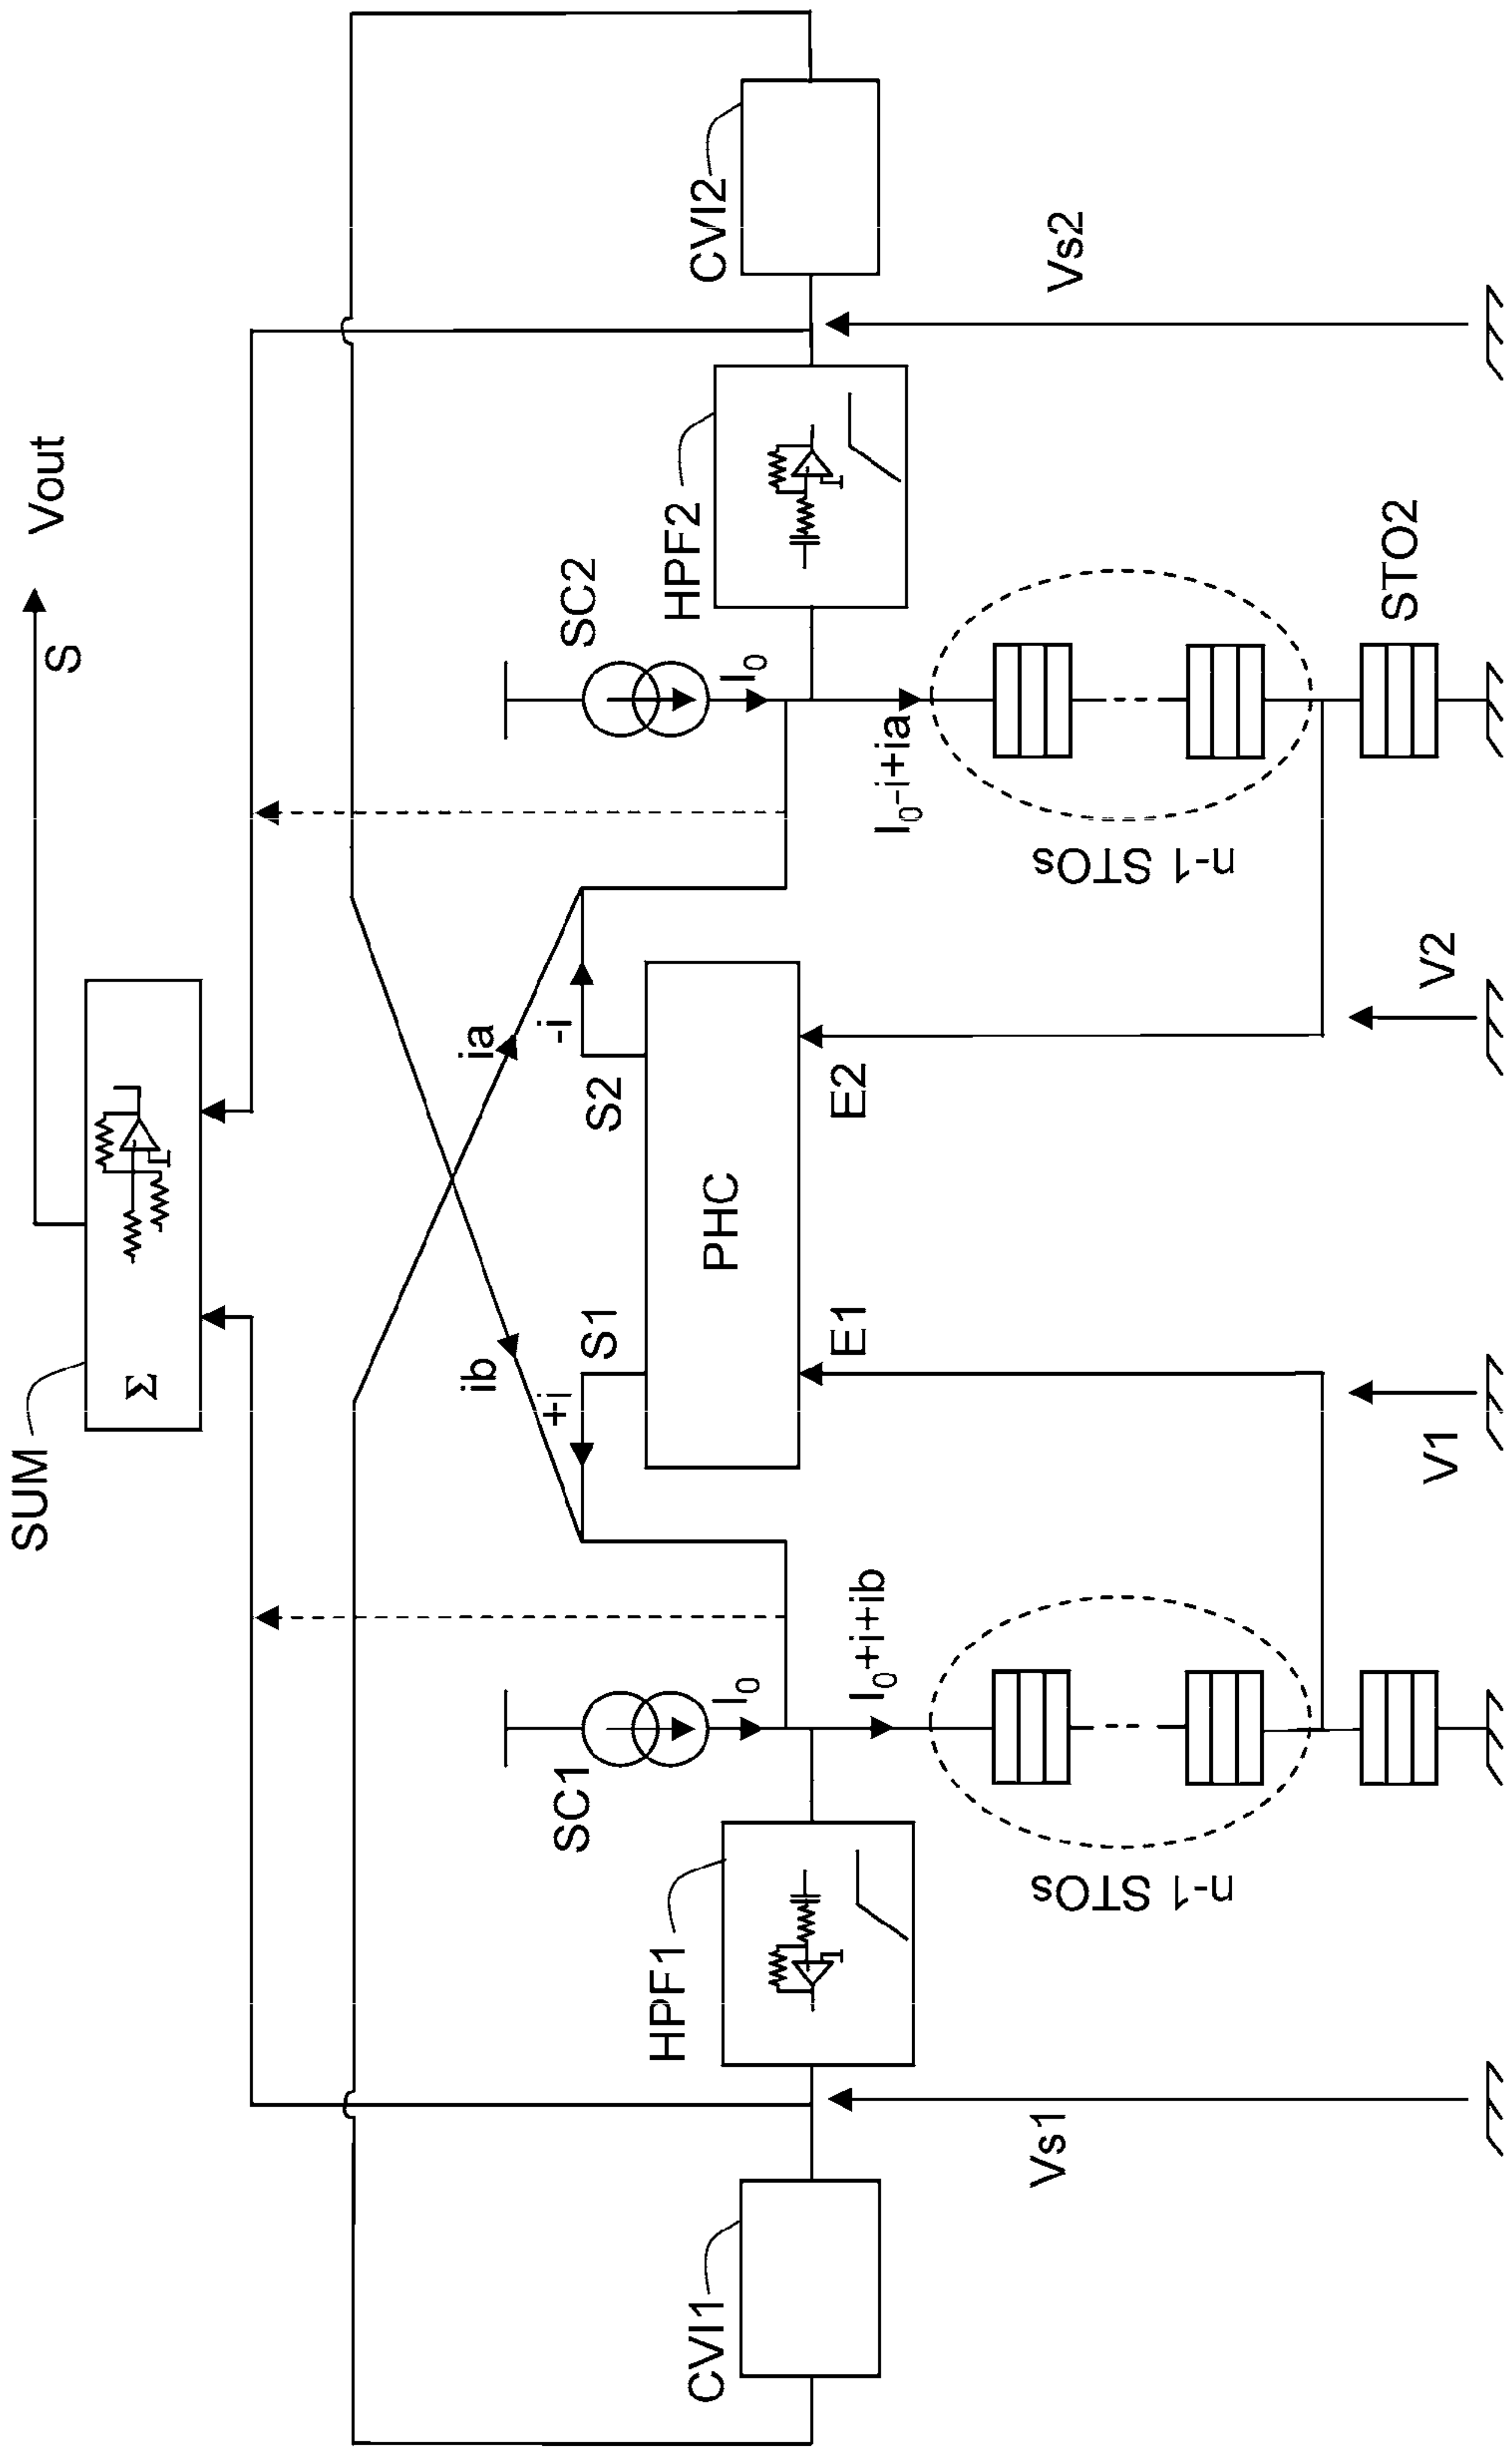 SUM
Σ
S
Vout
ib
ia
+i
-i
S1
S2
PHC
E1
E2
SC1
I0
SC2
I0
CVI1
HPF1
HPF2
CVI2
I0+i+ib
I0-i+ia
Vs1
n-1 STOs
n-1 STOs
Vs2
V1
V2
STO2